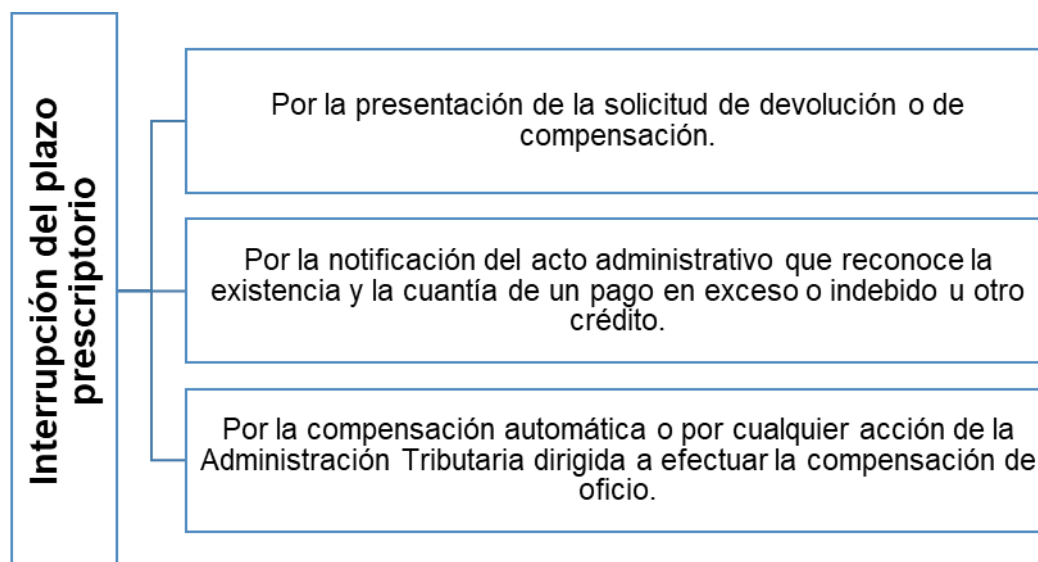 Interrupción del plazo
prescriptorio
Por la presentación de la solicitud de devolución o de
compensación.
Por la notificación del acto administrativo que reconoce la
existencia y la cuantía de un pago en exceso o indebido u otro
crédito.
Por la compensación automática o por cualquier acción de la
Administración Tributaria dirigida a efectuar la compensación de
oficio.